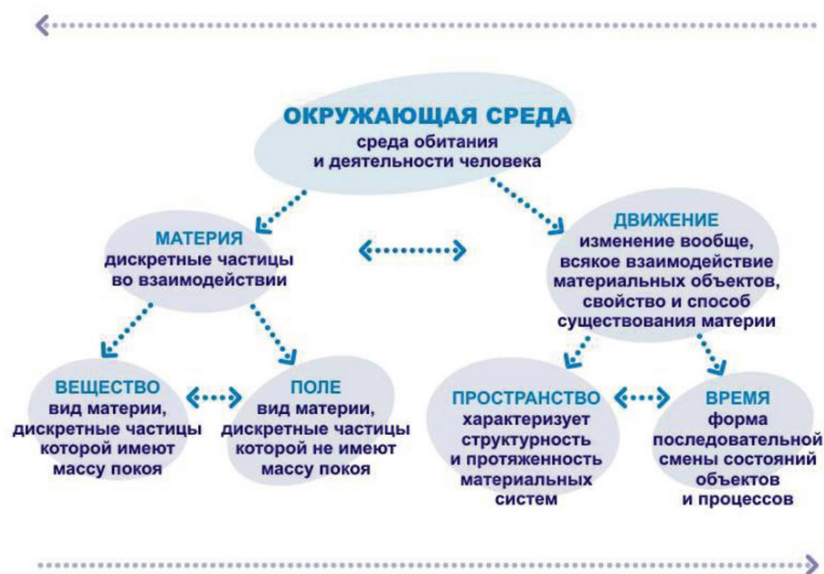 ОКРУЖАЮЩАЯ СРЕДА
среда обитания
и деятельности человека
МАТЕРИЯ
дискретные частицы
во взаимодействии
ДВИЖЕНИЕ
изменение вообще,
всякое взаимодействие
материальных объектов,
свойство и способ
существования материи
ВЕЩЕСТВО
вид материи,
дискретные частицы
которой имеют
массу покоя
ПОЛЕ
вид материи,
дискретные частицы
которой не имеют
массу покоя
ПРОСТРАНСТВО
характеризует
структурность
и протяженность
материальных
систем
ВРЕМЯ
форма
последовательной
смены состояний
объектов
и процессов